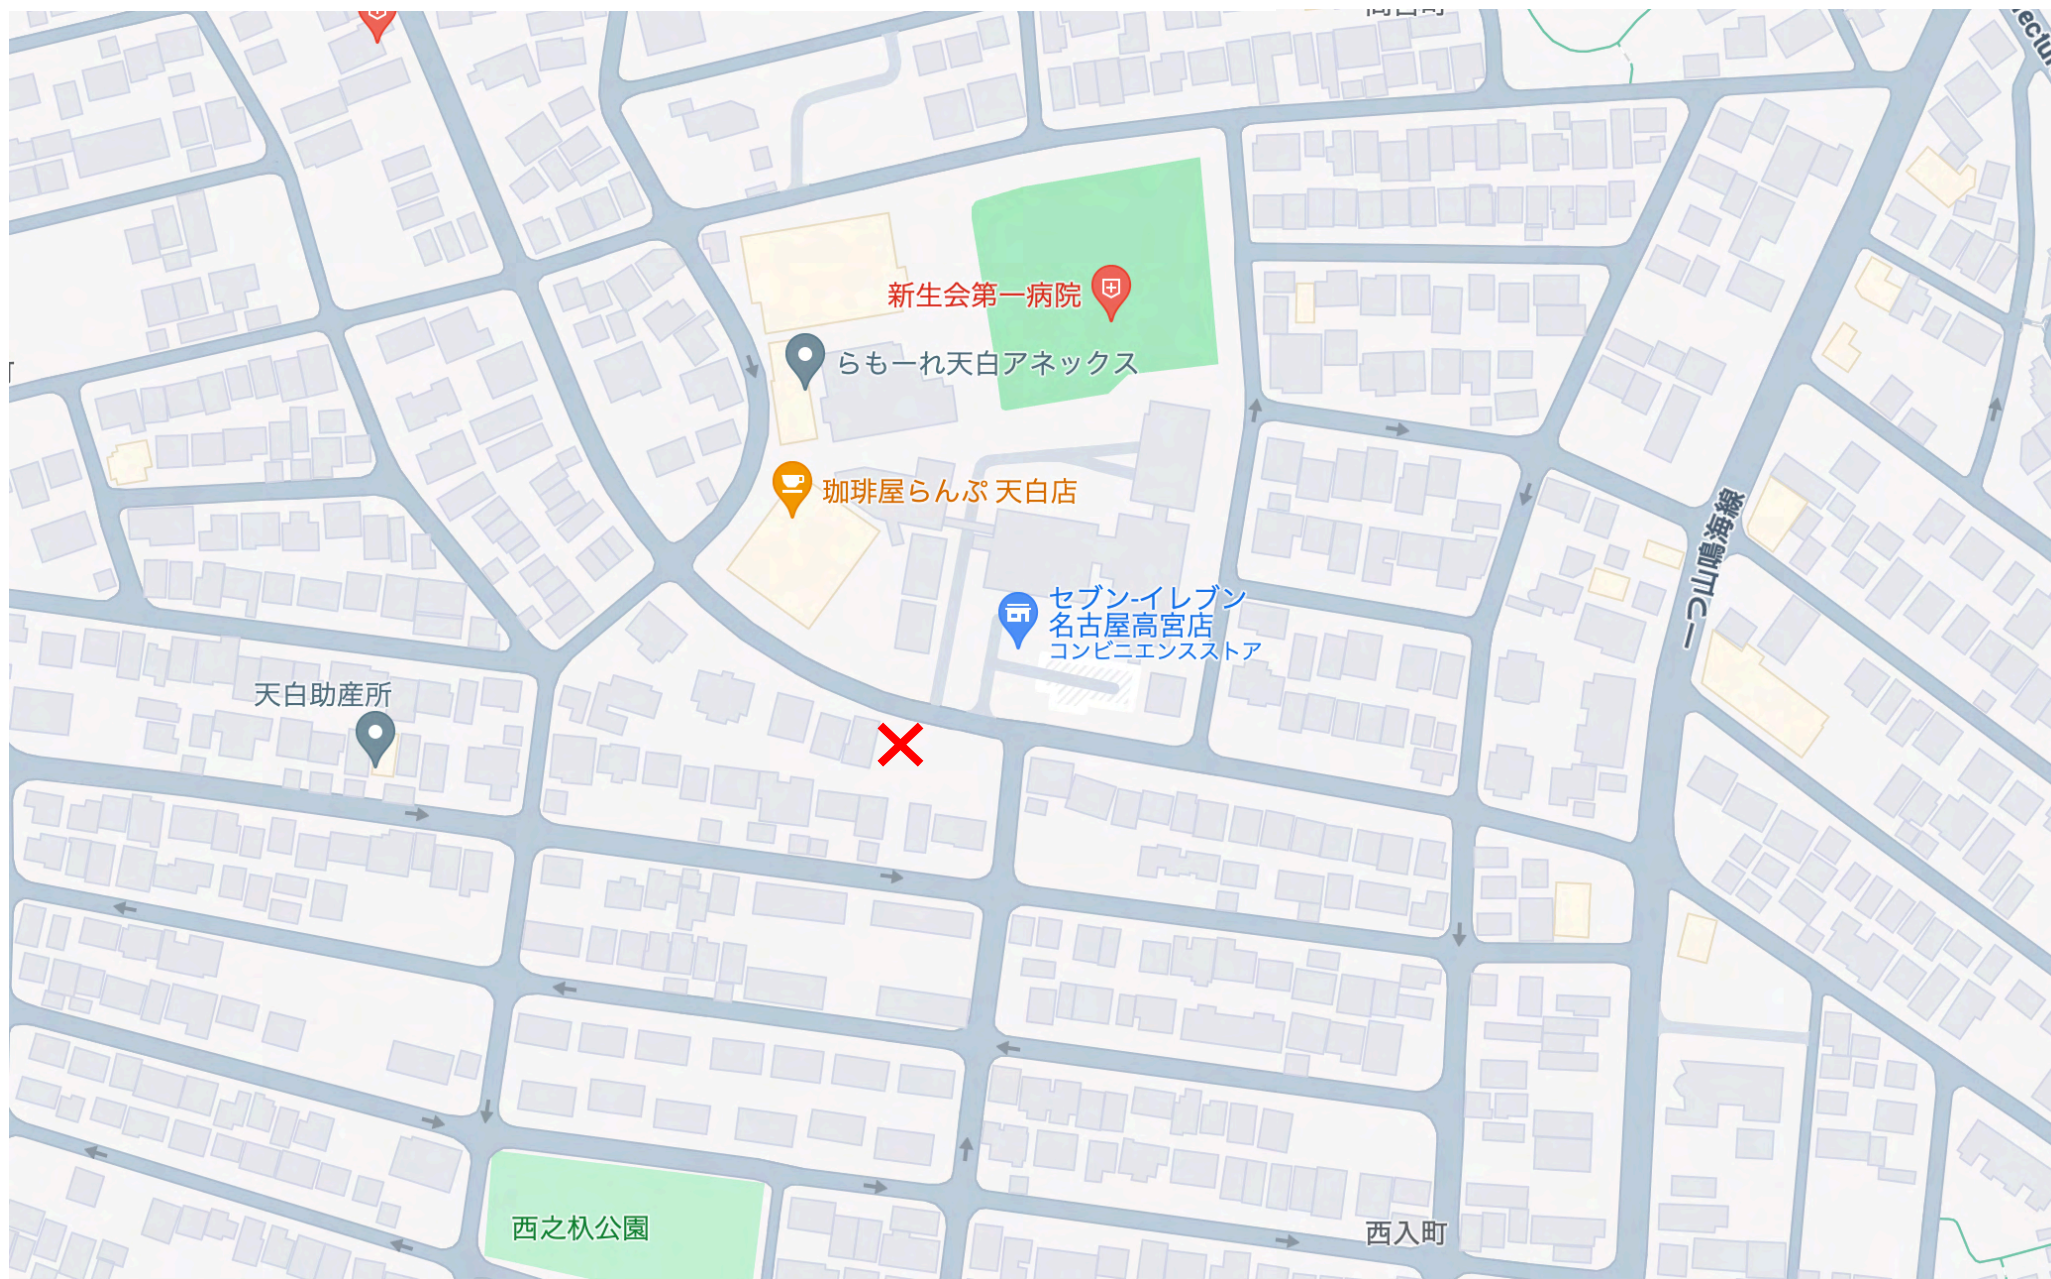 新生会第一病院
らもーれ天白アネックス
珈琲屋らんぷ 天白店
一つ山鳴海線
セブン-イレブン
名古屋高宮店
コンビニエンスストア
天白助産所
西之杁公園
西入町